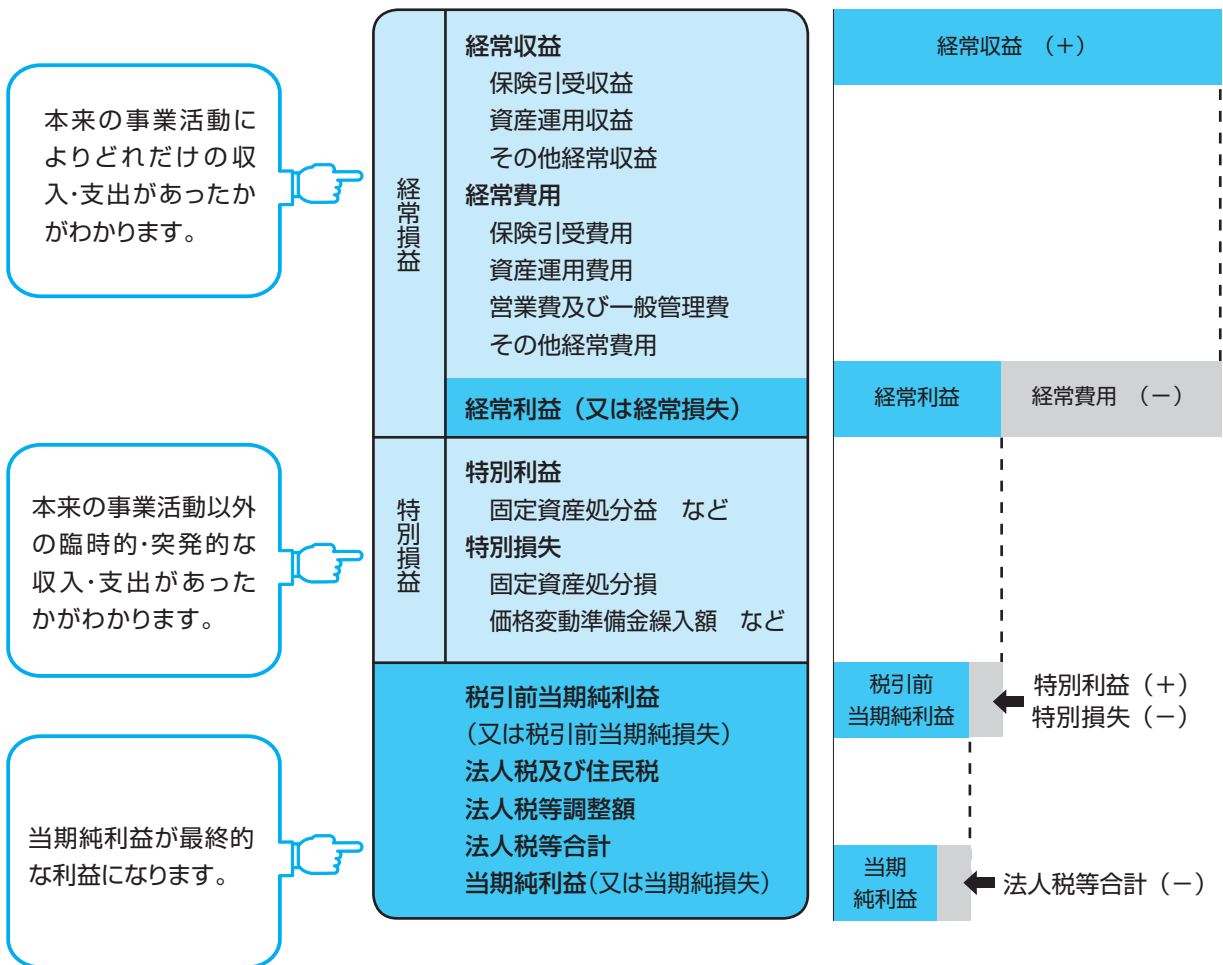 本来の事業活動に
よりどれだけの収
入・支出があったか
がわかります。
経常損益
経常収益
保険引受収益
資産運用収益
その他経常収益
経常費用
保険引受費用
資産運用費用
営業費及び一般管理費
その他経常費用
経常利益（又は経常損失）
経常収益 （＋）
経常利益
経常費用 （－）
本来の事業活動以外
の臨時的・突発的な
収入・支出があった
かがわかります。
特別損益
特別利益
固定資産処分益 など
特別損失
固定資産処分損
価格変動準備金繰入額 など
税引前
当期純利益
特別利益（＋）
特別損失（－）
当期純利益が最終的
な利益になります。
税引前当期純利益
（又は税引前当期純損失）
法人税及び住民税
法人税等調整額
法人税等合計
当期純利益（又は当期純損失）
当期
純利益
法人税等合計（－）